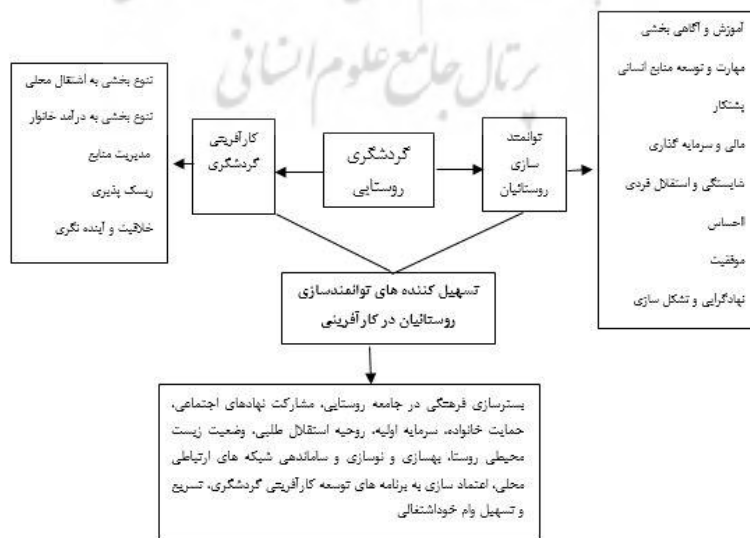 پرتال جامع علوم انسانی
آموزش و آگاهی بخشی
مهارت و توسعه منابع انسانی
پشتکار
مالی و سرمایه گذاری
شایستگی و استقلال فردی
ااحساس
موفقیت
نهادگرایی و تشکل سازی
توانمند
سازی
روستائیان
گردشگری
روستایی
کارآفرینی
گردشگری
تنوع بخشی به اشتغال محلی
تنوع بخشی به درآمد خانوار
مدیریت منابع
ریسک پذیری
خلاقیت و آینده نگری
تسهیل کننده های توانمندسازی
روستائیان در کارآفرینی
بسترسازی فرهنگی در جامعه روستایی، مشارکت نهادهای اجتماعی،
حمایت خانواده، سرمایه اولیه، روحیه استقلال طلبی، وضعیت زیست
محیطی روستا، بهسازی و نوسازی و ساماندهی شبکه های ارتباطی
محلی، اعتماد سازی به برنامه های توسعه کارآفرینی گردشگری، تسریع
و تسهیل وام خوداشتغالی